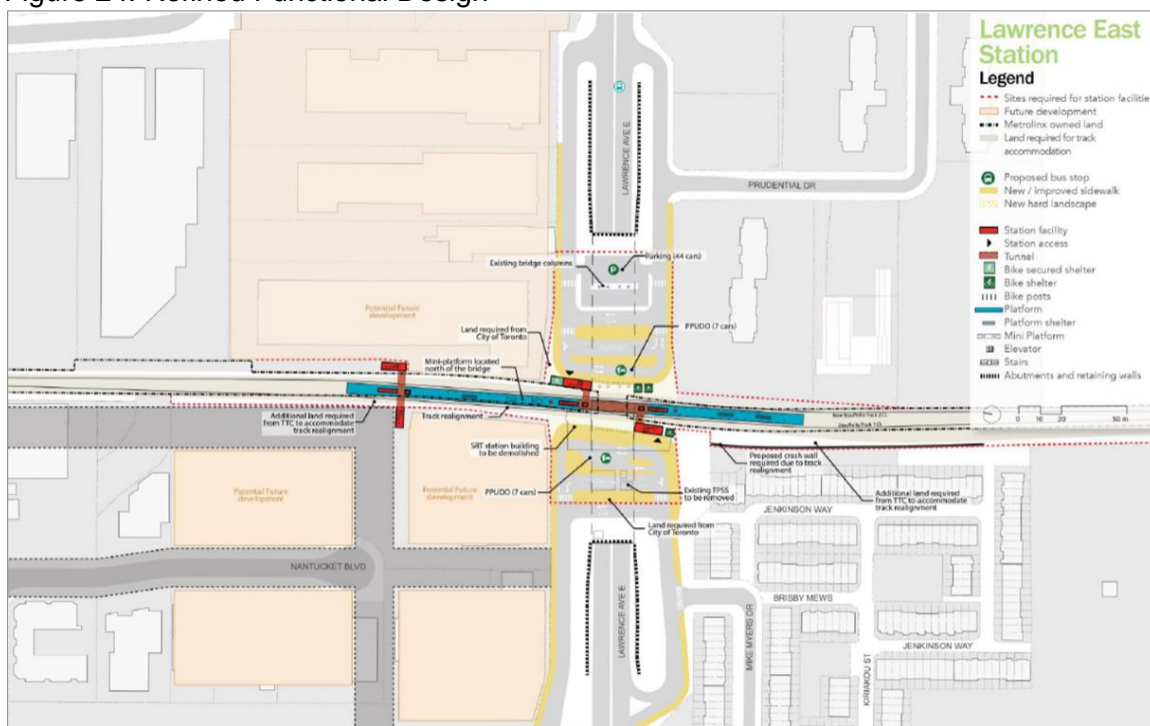 Lawrence East
Station
Legend
Sites required for station facilities
Future development
Metrolinx owned land
Land required for track
accommodation
Proposed bus stop
New / improved sidewalk
New hard landscape
Station facility
Station access
Tunnel
Bike secured shelter
Bike shelter
Bike posts
Platform
Platform shelter
Mini Platform
Elevator
Stairs
Abutments and retaining walls
0 10 20 50 m
LAWRENCE AVE E
PRUDENTIAL DR
Parking (44 cars)
P
Existing bridge columns
Potential Future
development
Land required from
City of Toronto
PPUDO (7 cars)
Mini-platform located
north of the bridge
Additional land required
from TTC to accommodate
track realignment
Track realignment
SRT station building
to be demolished
Proposed crash wall
required due to track
realignment
Potential Future
development
Potential Future
development
PPUDO (7 cars)
Existing TPSS
to be removed
Additional land required
from TTC to accommodate
track realignment
Land required from
City of Toronto
JENKINSON WAY
NANTUCKET BLVD
BRISBY MEWS
LAWRENCE AVE E
MIKE MYERS DR
JENKINSON WAY
KIRIAKOU ST